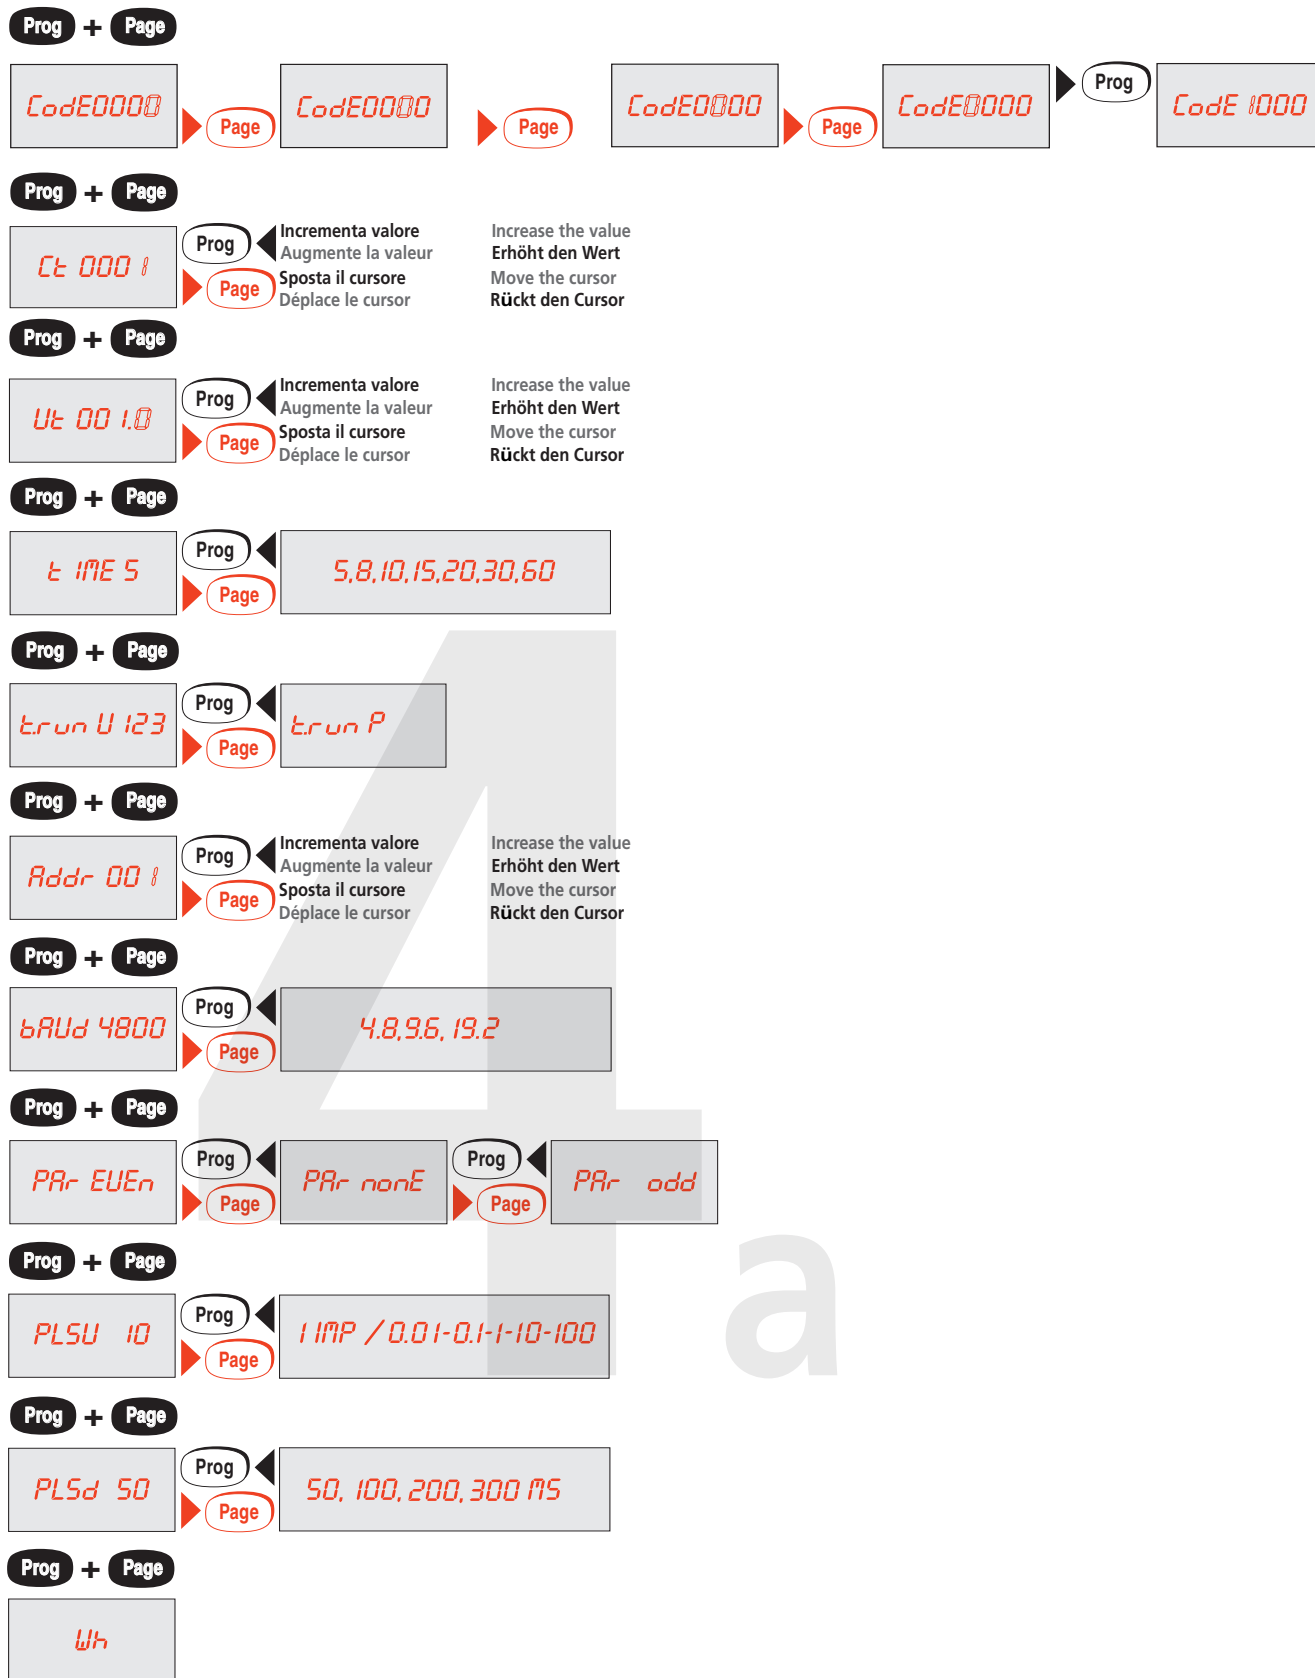 Prog + Page
CodE0000 Page CodE0000 Page CodE0000 Page CodE0000 Prog CodE 1000
Prog + Page
Ct 0001 Prog Incrementa valore Increase the value
Augmente la valeur Erhöht den Wert
Page Sposta il cursore Move the cursor
Déplace le cursor Rückt den Cursor
Prog + Page
Ut 001.0 Prog Incrementa valore Increase the value
Augmente la valeur Erhöht den Wert
Page Sposta il cursore Move the cursor
Déplace le cursor Rückt den Cursor
Prog + Page
t IME 5 Prog 5,8,10,15,20,30,60
Page
Prog + Page
t.run U 123 Prog t.run P
Page
Prog + Page
Addr 001 Prog Incrementa valore Increase the value
Augmente la valeur Erhöht den Wert
Page Sposta il cursore Move the cursor
Déplace le cursor Rückt den Cursor
Prog + Page
bAUd 4800 Prog 4.8,9.6, 19.2
Page
Prog + Page
PAr EUEn Prog PAr nonE Prog PAr odd
Page Page
Prog + Page
PLSU 10 Prog 1 IMP / 0.01-0.1-1-10-100
Page
Prog + Page
PLSd 50 Prog 50, 100, 200, 300 MS
Page
Prog + Page
Wh
4a